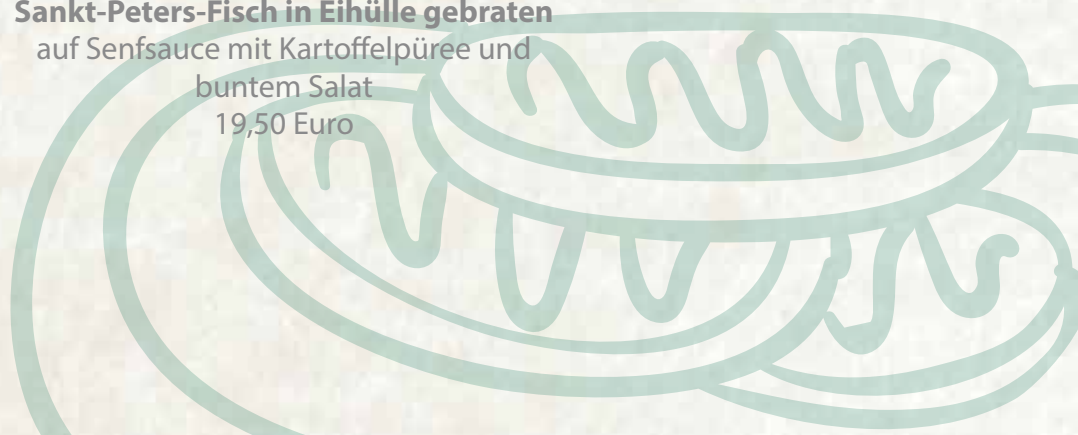 Sankt-Peters-Fisch in Eihülle gebraten
auf Senfsauce mit Kartoffelpüree und
buntem Salat
19,50 Euro